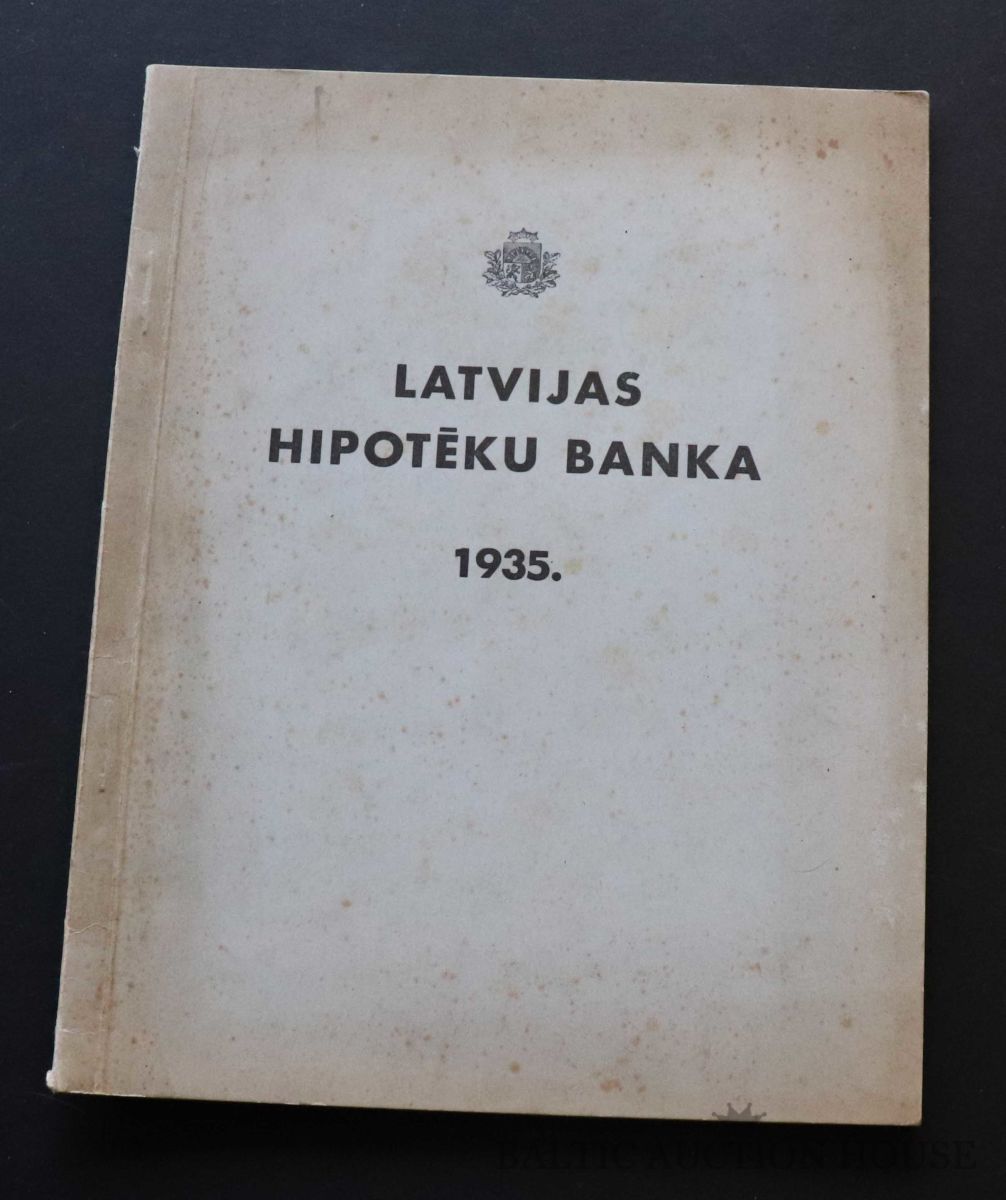 LATVIJAS
HIPOTĒKU BANKA
1935.
BALTIC AUCTION HOUSE